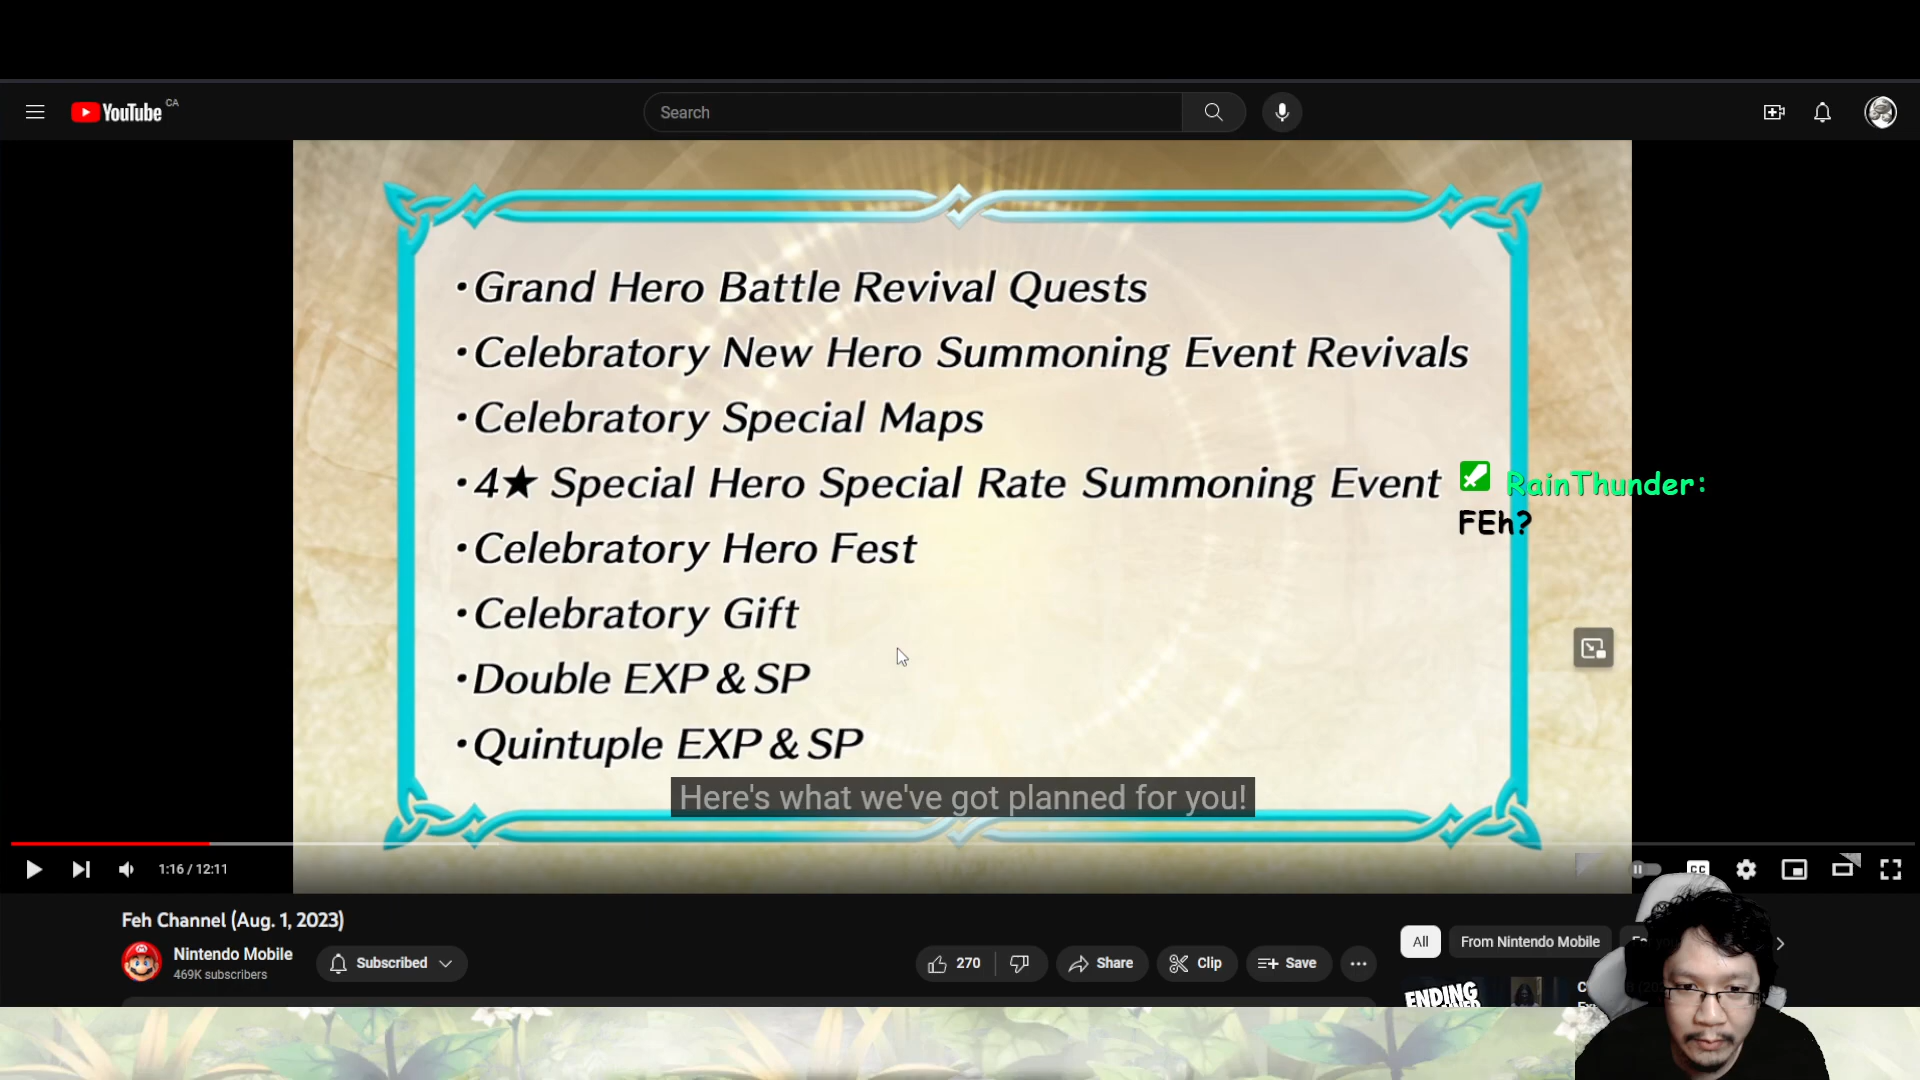 YouTube CA
Search
•Grand Hero Battle Revival Quests
•Celebratory New Hero Summoning Event Revivals
•Celebratory Special Maps
•4★ Special Hero Special Rate Summoning Event
RainThunder:
FEh?
•Celebratory Hero Fest
•Celebratory Gift
•Double EXP & SP
•Quintuple EXP & SP
Here's what we've got planned for you!
1:16 / 12:11
CC
Feh Channel (Aug. 1, 2023)
Nintendo Mobile
469K subscribers
Subscribed
270
Share
Clip
Save
All
From Nintendo Mobile
ENDING